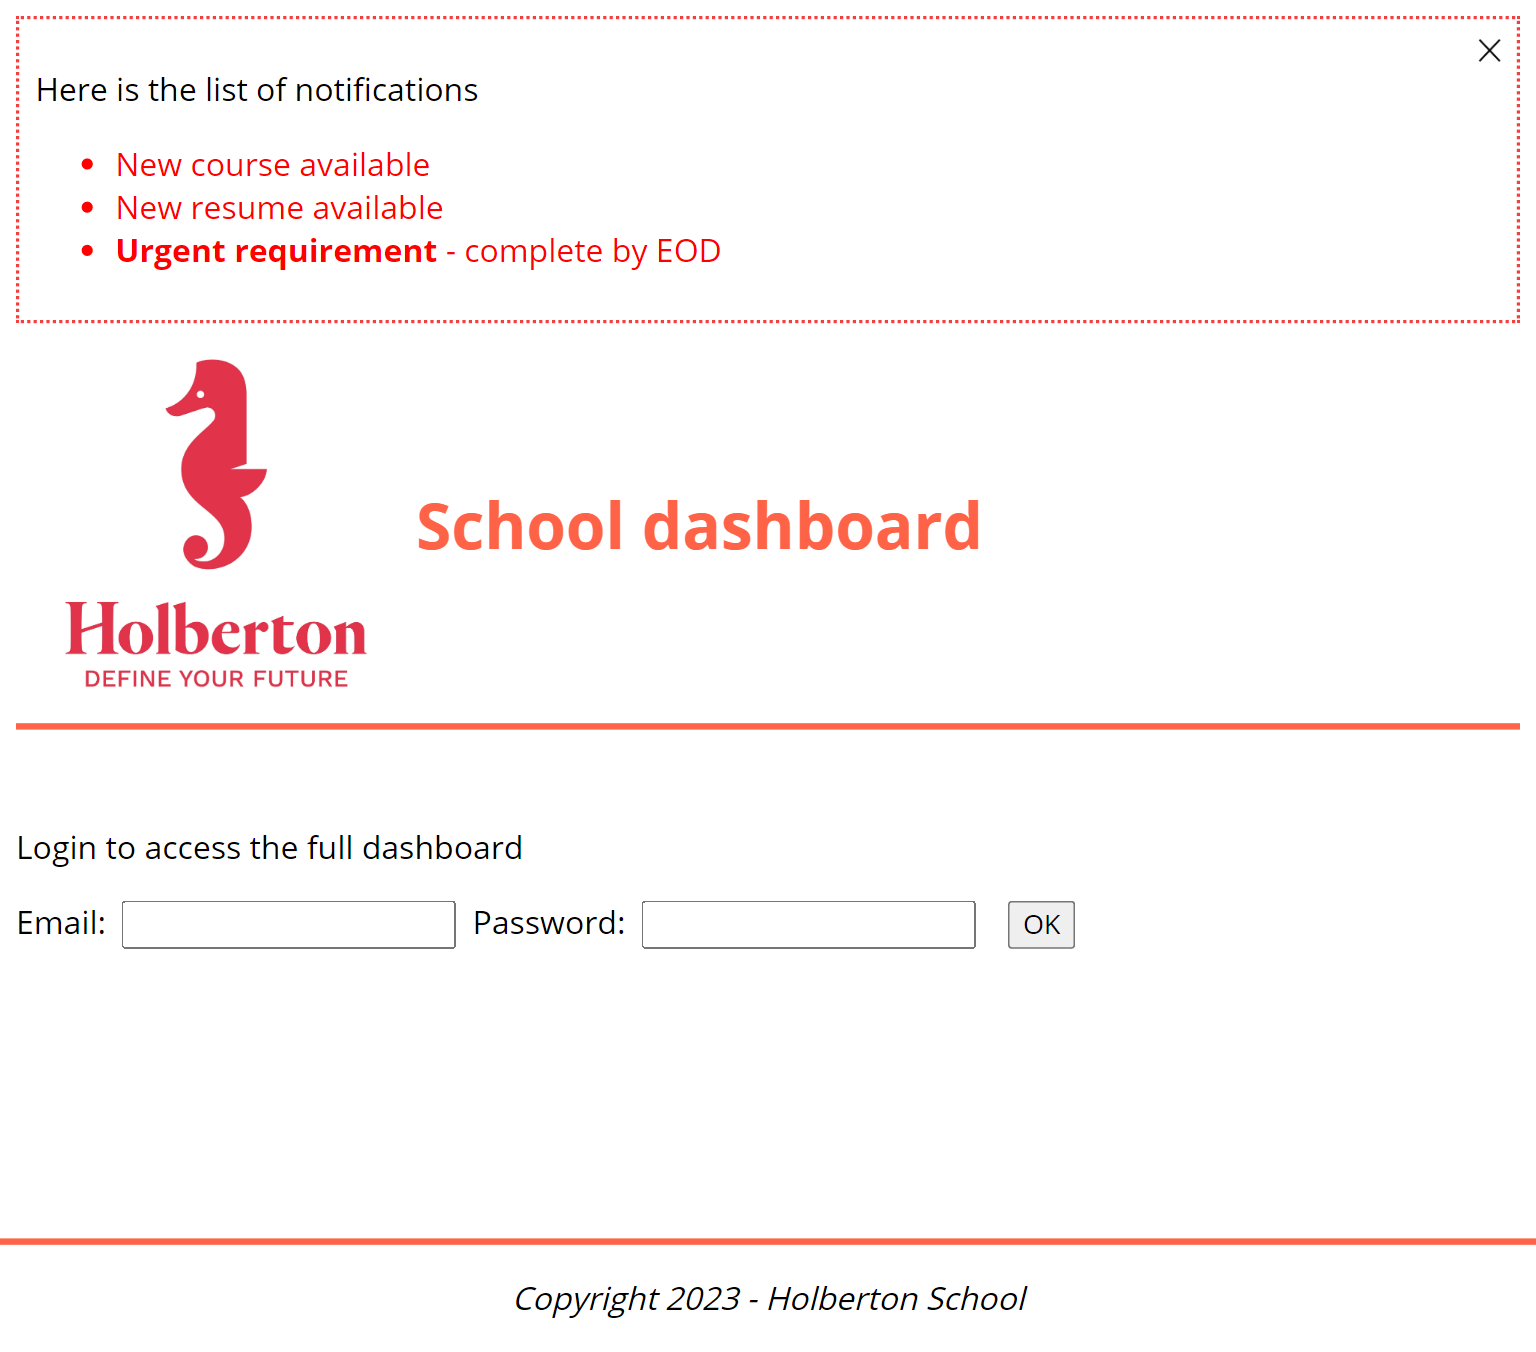 Here is the list of notifications
New course available
New resume available
Urgent requirement - complete by EOD
School dashboard
Holberton
DEFINE YOUR FUTURE
Login to access the full dashboard
Email: Password: OK
Copyright 2023 - Holberton School